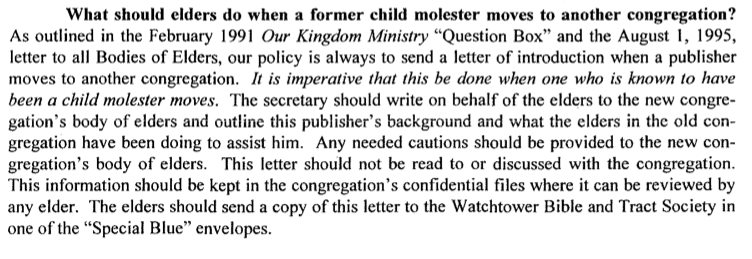 What should elders do when a former child molester moves to another congregation?
As outlined in the February 1991 Our Kingdom Ministry “Question Box” and the August 1, 1995,
letter to all Bodies of Elders, our policy is always to send a letter of introduction when a publisher
moves to another congregation. It is imperative that this be done when one who is known to have
been a child molester moves. The secretary should write on behalf of the elders to the new congre-
gation’s body of elders and outline this publisher’s background and what the elders in the old con-
gregation have been doing to assist him. Any needed cautions should be provided to the new con-
gregation’s body of elders. This letter should not be read to or discussed with the congregation.
This information should be kept in the congregation’s confidential files where it can be reviewed by
any elder. The elders should send a copy of this letter to the Watchtower Bible and Tract Society in
one of the “Special Blue” envelopes.